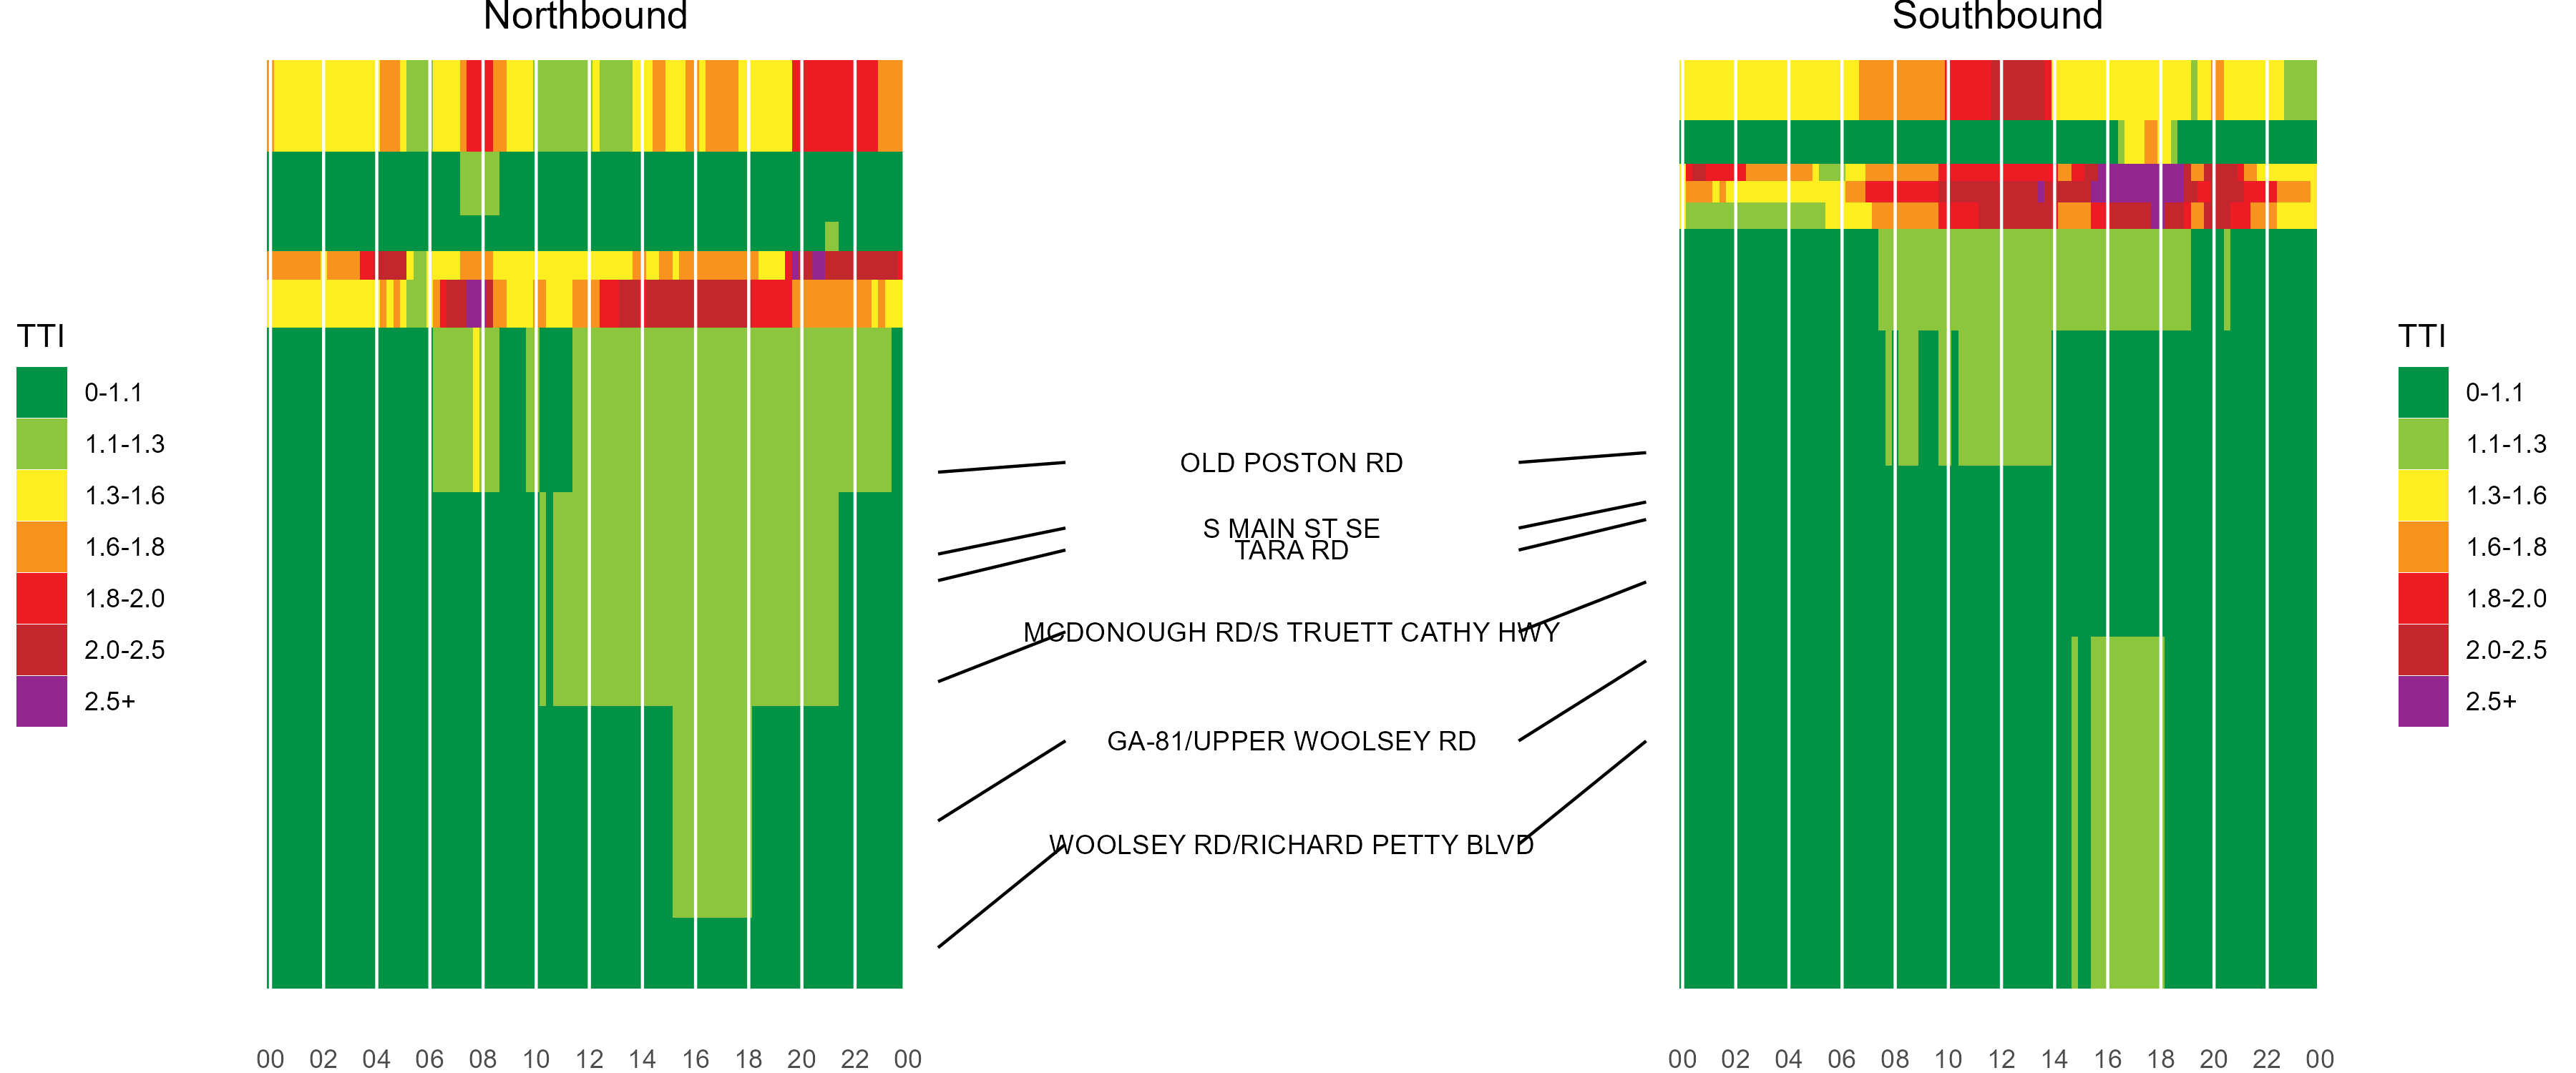 Northbound
Southbound
TTI
0-1.1
1.1-1.3
1.3-1.6
1.6-1.8
1.8-2.0
2.0-2.5
2.5+
OLD POSTON RD
S MAIN ST SE
TARA RD
MCDONOUGH RD/S TRUETT CATHY HWY
GA-81/UPPER WOOLSEY RD
WOOLSEY RD/RICHARD PETTY BLVD
TTI
0-1.1
1.1-1.3
1.3-1.6
1.6-1.8
1.8-2.0
2.0-2.5
2.5+
00 02 04 06 08 10 12 14 16 18 20 22 00
00 02 04 06 08 10 12 14 16 18 20 22 00